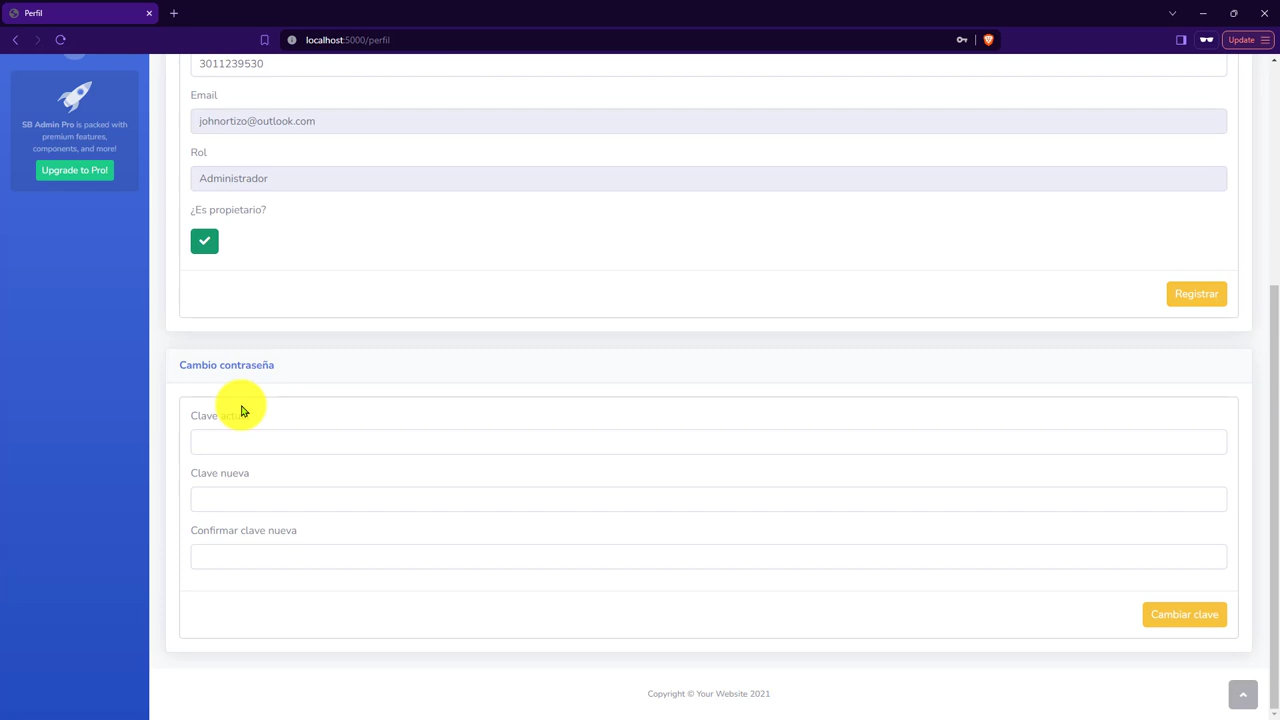 Perfil
localhost:5000/perfil
Update
SB Admin Pro is packed with
premium features,
components, and more!
Upgrade to Pro!
3011239530
Email
johnortizo@outlook.com
Rol
Administrador
¿Es propietario?
Registrar
Cambio contraseña
Clave actual
Clave nueva
Confirmar clave nueva
Cambiar clave
Copyright © Your Website 2021